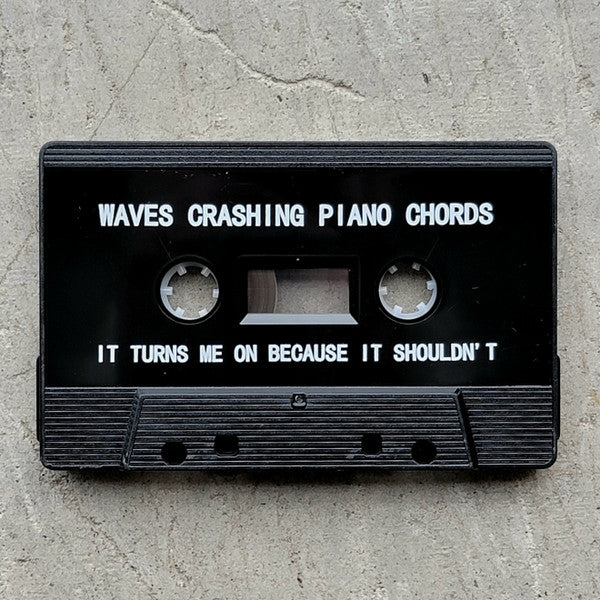 WAVES CRASHING PIANO CHORDS
IT TURNS ME ON BECAUSE IT SHOULDN'T